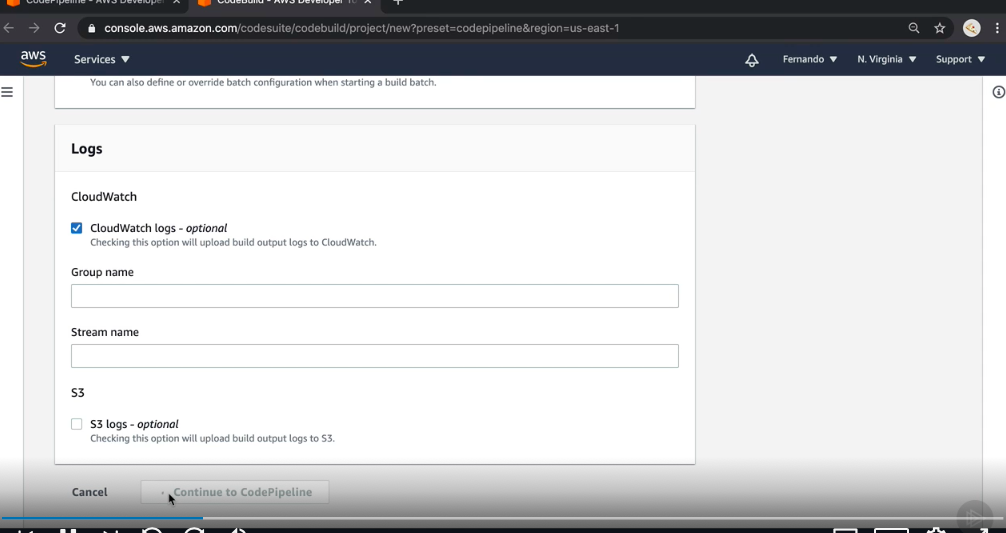 CodePipeline - AWS Developer
CodeBuild - AWS Developer To
console.aws.amazon.com/codesuite/codebuild/project/new?preset=codepipeline&region=us-east-1
aws
Services
Fernando
N. Virginia
Support
You can also define or override batch configuration when starting a build batch.
Logs
CloudWatch
CloudWatch logs - optional
Checking this option will upload build output logs to CloudWatch.
Group name
Stream name
S3
S3 logs - optional
Checking this option will upload build output logs to S3.
Cancel
Continue to CodePipeline